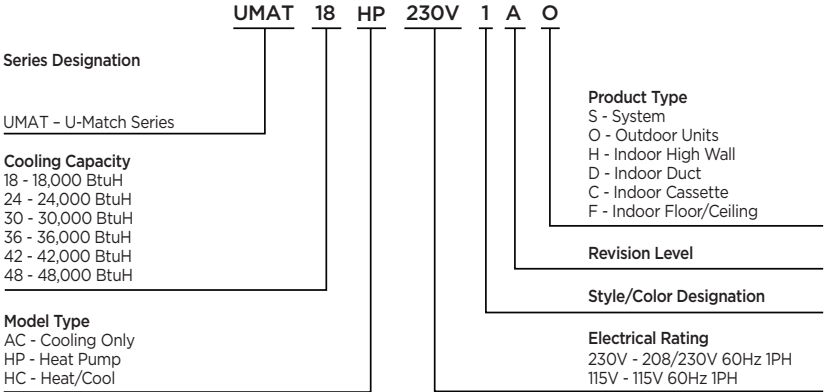 UMAT 18 HP 230V 1 A O
Series Designation
UMAT – U-Match Series
Cooling Capacity
18 - 18,000 BtuH
24 - 24,000 BtuH
30 - 30,000 BtuH
36 - 36,000 BtuH
42 - 42,000 BtuH
48 - 48,000 BtuH
Model Type
AC - Cooling Only
HP - Heat Pump
HC - Heat/Cool
Product Type
S - System
O - Outdoor Units
H - Indoor High Wall
D - Indoor Duct
C - Indoor Cassette
F - Indoor Floor/Ceiling
Revision Level
Style/Color Designation
Electrical Rating
230V - 208/230V 60Hz 1PH
115V - 115V 60Hz 1PH